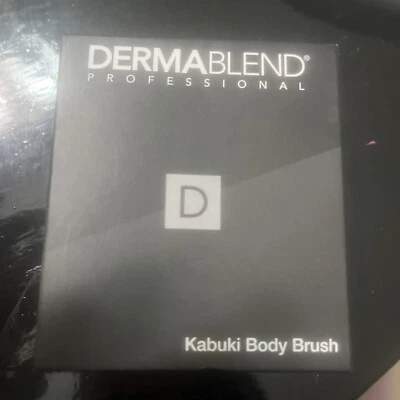 DERMABLEND®
PROFESSIONAL
D
Kabuki Body Brush